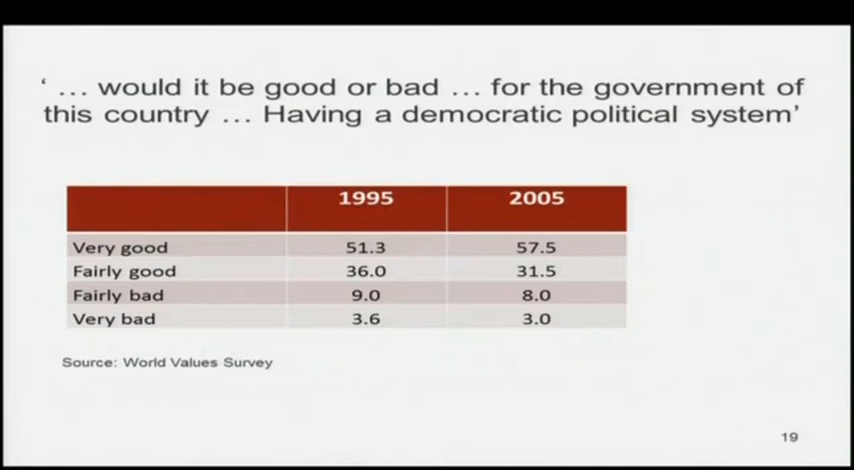 ‘ … would it be good or bad … for the government of
this country … Having a democratic political system’
1995 2005
Very good 51.3 57.5
Fairly good 36.0 31.5
Fairly bad 9.0 8.0
Very bad 3.6 3.0
Source: World Values Survey
19